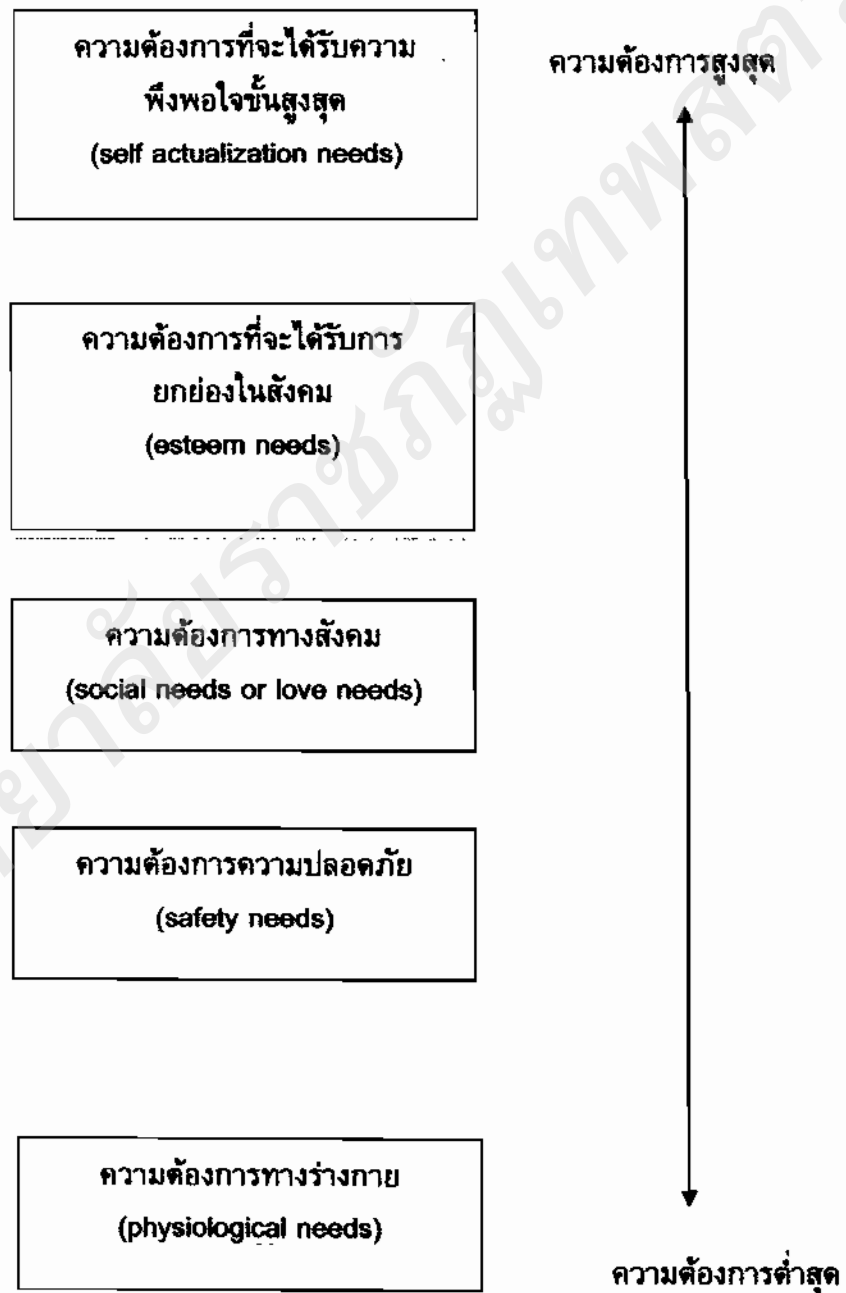 ความต้องการที่จะได้รับความ
พึงพอใจขั้นสูงสุด
(self actualization needs)
ความต้องการสูงสุด
ความต้องการที่จะได้รับการ
ยกย่องในสังคม
(esteem needs)
ความต้องการทางสังคม
(social needs or love needs)
ความต้องการความปลอดภัย
(safety needs)
ความต้องการทางร่างกาย
(physiological needs)
ความต้องการต่ำสุด